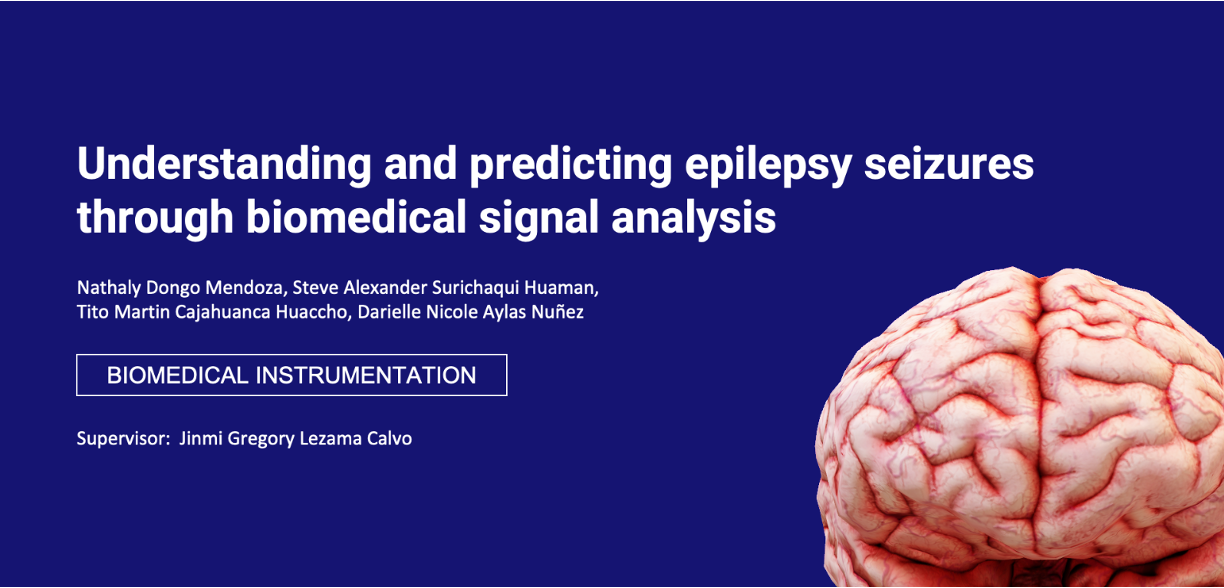 Understanding and predicting epilepsy seizures
through biomedical signal analysis
Nathaly Dongo Mendoza, Steve Alexander Surichaqui Huaman,
Tito Martin Cajahuanca Huaccho, Darielle Nicole Aylas Nuñez
BIOMEDICAL INSTRUMENTATION
Supervisor:  Jinmi Gregory Lezama Calvo